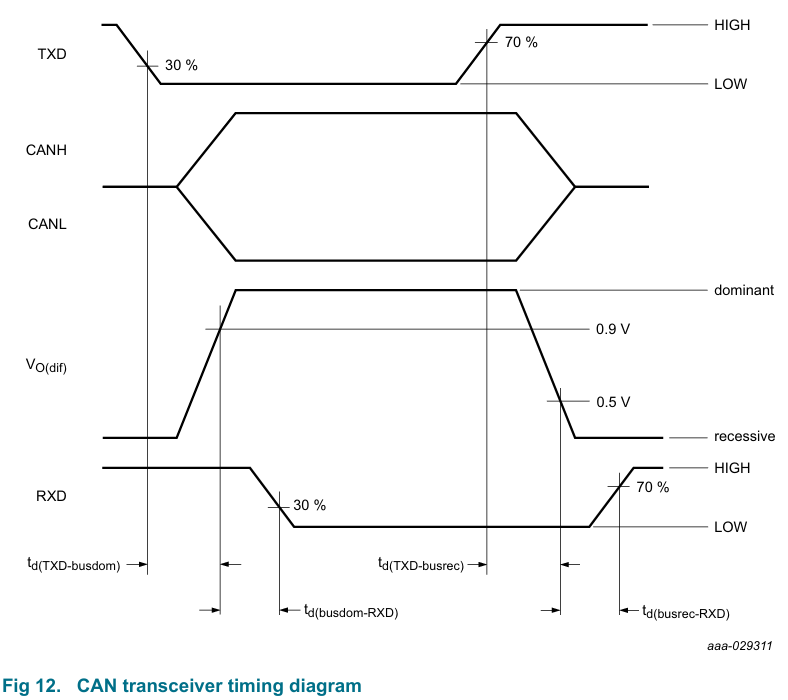 HIGH
TXD
70 %
30 %
LOW
CANH
CANL
dominant
0.9 V
VO(dif)
0.5 V
recessive
HIGH
RXD
70 %
30 %
LOW
td(TXD-busdom)
td(TXD-busrec)
td(busdom-RXD)
td(busrec-RXD)
aaa-029311
Fig 12. CAN transceiver timing diagram